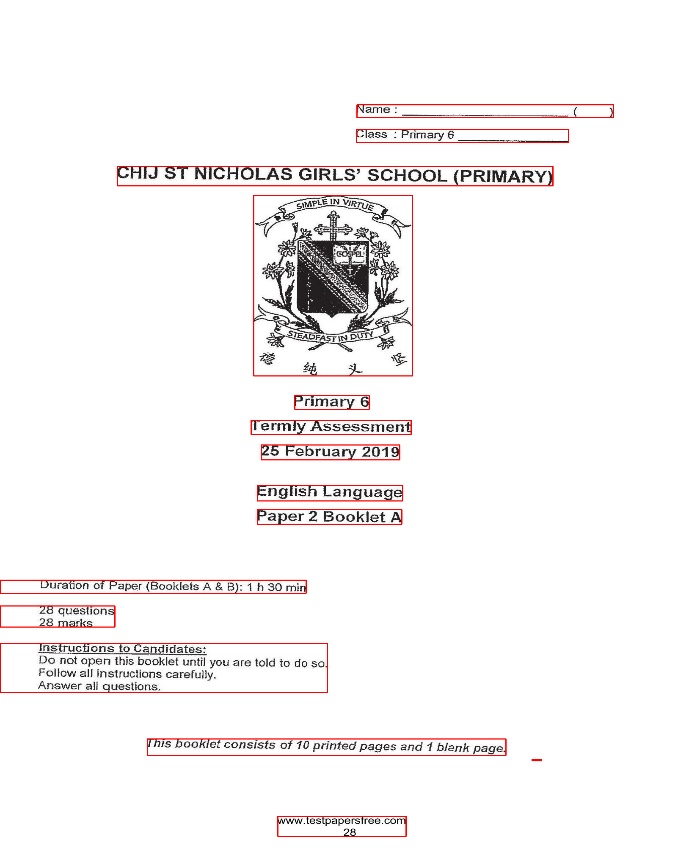 Name : ______________________ (      )
Class : Primary 6 ______________
CHIJ ST NICHOLAS GIRLS' SCHOOL (PRIMARY)
SIMPLE IN VIRTUE
GOSPEL
STEADFAST IN DUTY
纯 头 坚
Primary 6
Termly Assessment
25 February 2019
English Language
Paper 2 Booklet A
Duration of Paper (Booklets A & B): 1 h 30 min
28 questions
28 marks
Instructions to Candidates:
Do not open this booklet until you are told to do so.
Follow all instructions carefully.
Answer all questions.
This booklet consists of 10 printed pages and 1 blank page.
www.testpapersfree.com
28